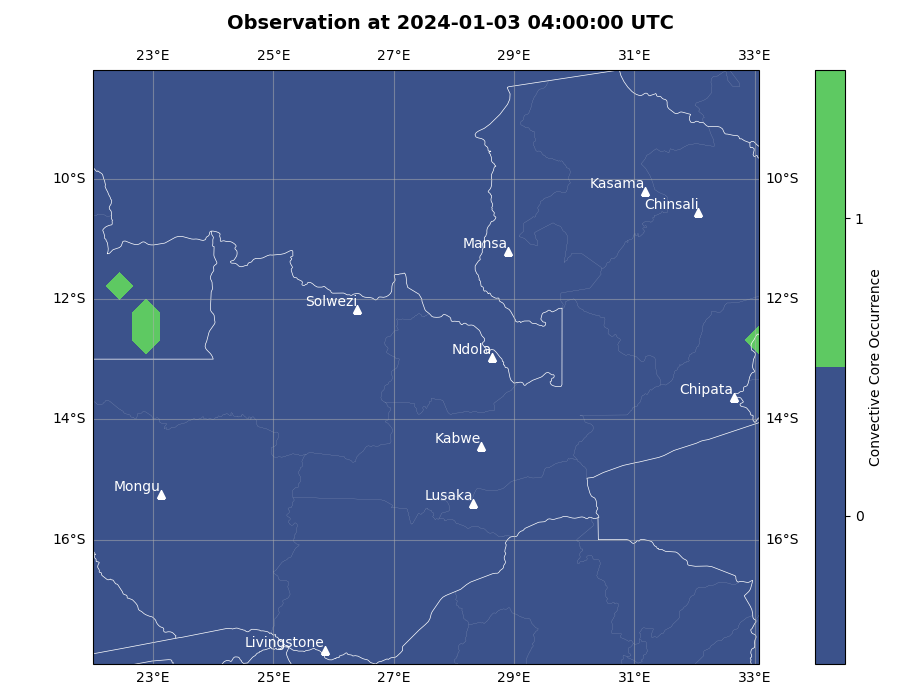 Observation at 2024-01-03 04:00:00 UTC
23°E 25°E 27°E 29°E 31°E 33°E
10°S 10°S
Kasama
Chinsali
Mansa
12°S 12°S
Solwezi
Ndola
Chipata
14°S 14°S
Kabwe
Mongu
Lusaka
16°S 16°S
Livingstone
23°E 25°E 27°E 29°E 31°E 33°E
1
0
Convective Core Occurrence